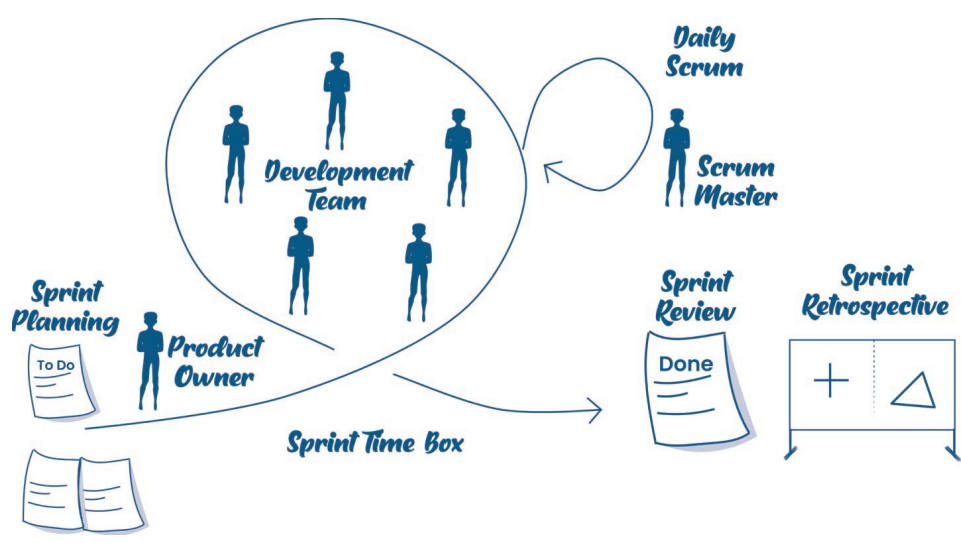 Daily
Scrum
Development
Team
Scrum
Master
Sprint
Planning
To Do
Product
Owner
Sprint
Review
Done
Sprint
Retrospective
Sprint Time Box